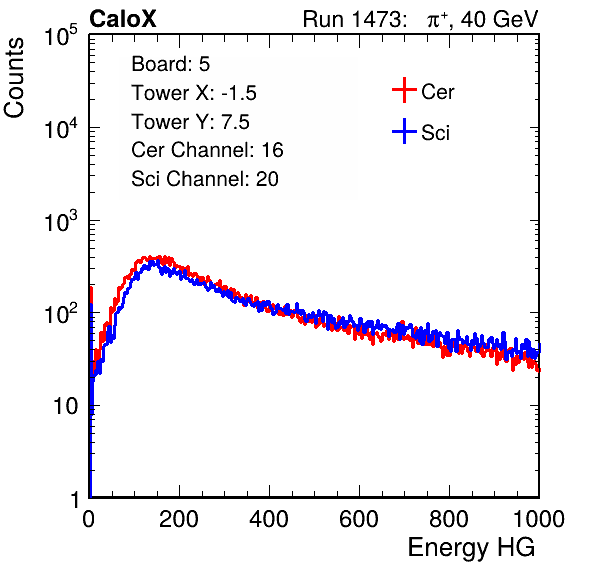 CaloX Run 1473: π⁺, 40 GeV
Counts
Board: 5
Tower X: -1.5
Tower Y: 7.5
Cer Channel: 16
Sci Channel: 20
Cer
Sci
10⁵
10⁴
10³
10²
10
1
0 200 400 600 800 1000
Energy HG